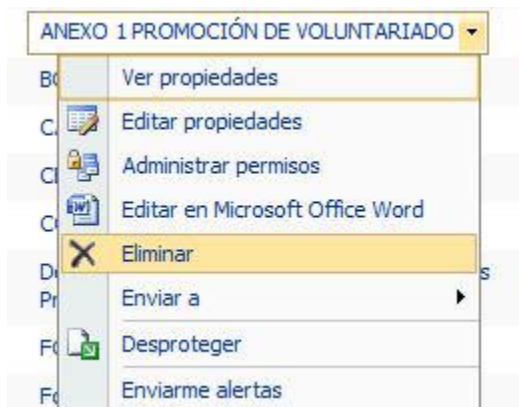 ANEXO 1 PROMOCIÓN DE VOLUNTARIADO
Ver propiedades
Editar propiedades
Administrar permisos
Editar en Microsoft Office Word
Eliminar
Enviar a
Desproteger
Enviarme alertas